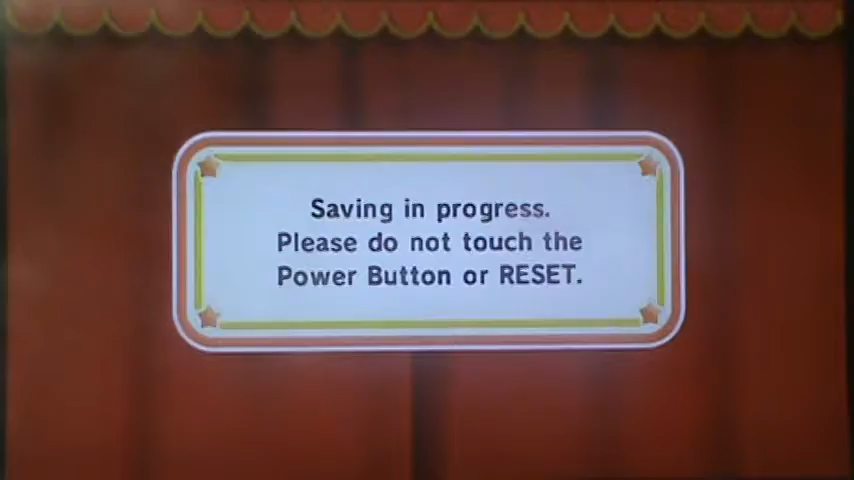 Saving in progress.
Please do not touch the
Power Button or RESET.